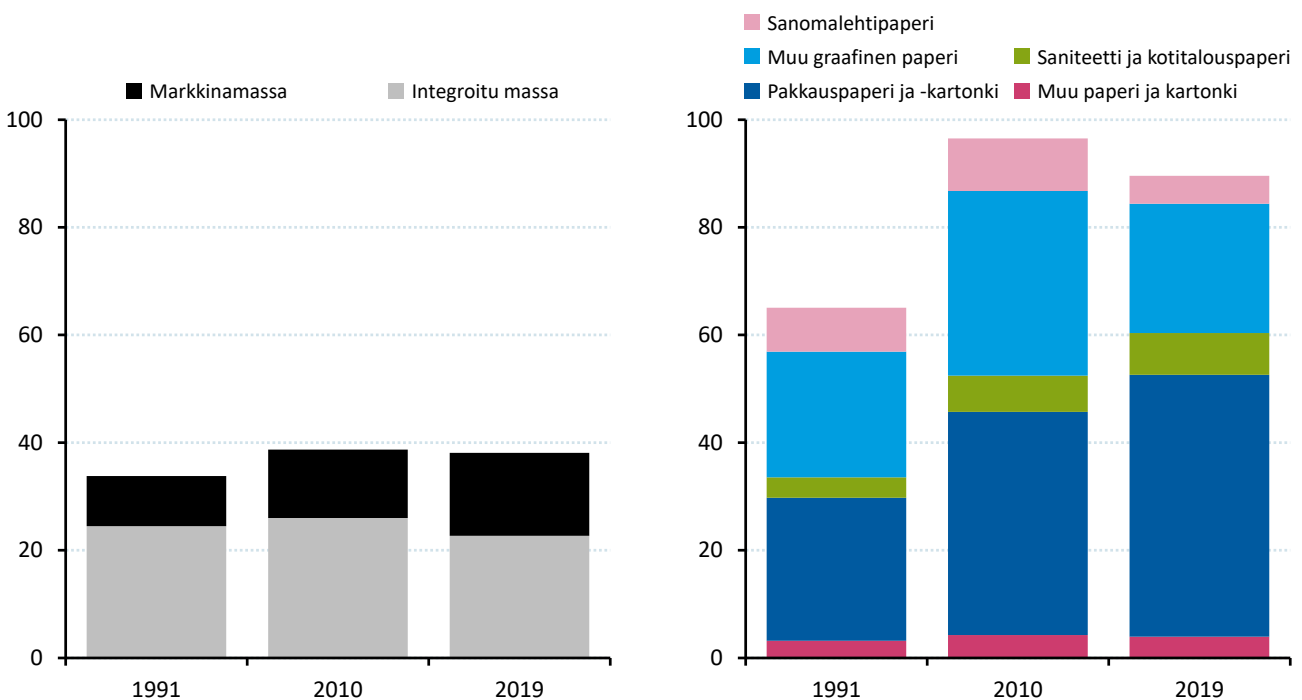 Markkinamassa Integroitu massa
100
80
60
40
20
0
1991 2010 2019
Sanomalehtipaperi
Muu graafinen paperi Saniteetti ja kotitalouspaperi
Pakkauspaperi ja -kartonki Muu paperi ja kartonki
100
80
60
40
20
0
1991 2010 2019